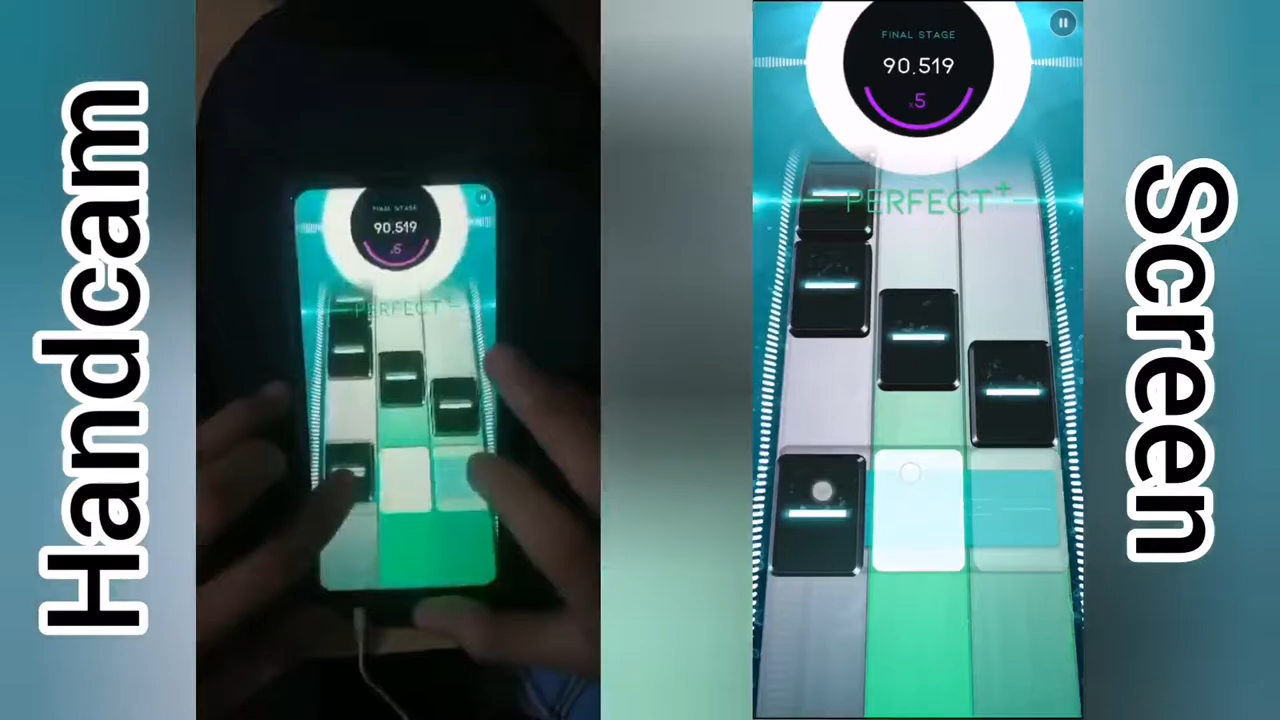 Handcam
FINAL STAGE
90,519
x5
PERFECT+
FINAL STAGE
90.519
x5
PERFECT+
Screen